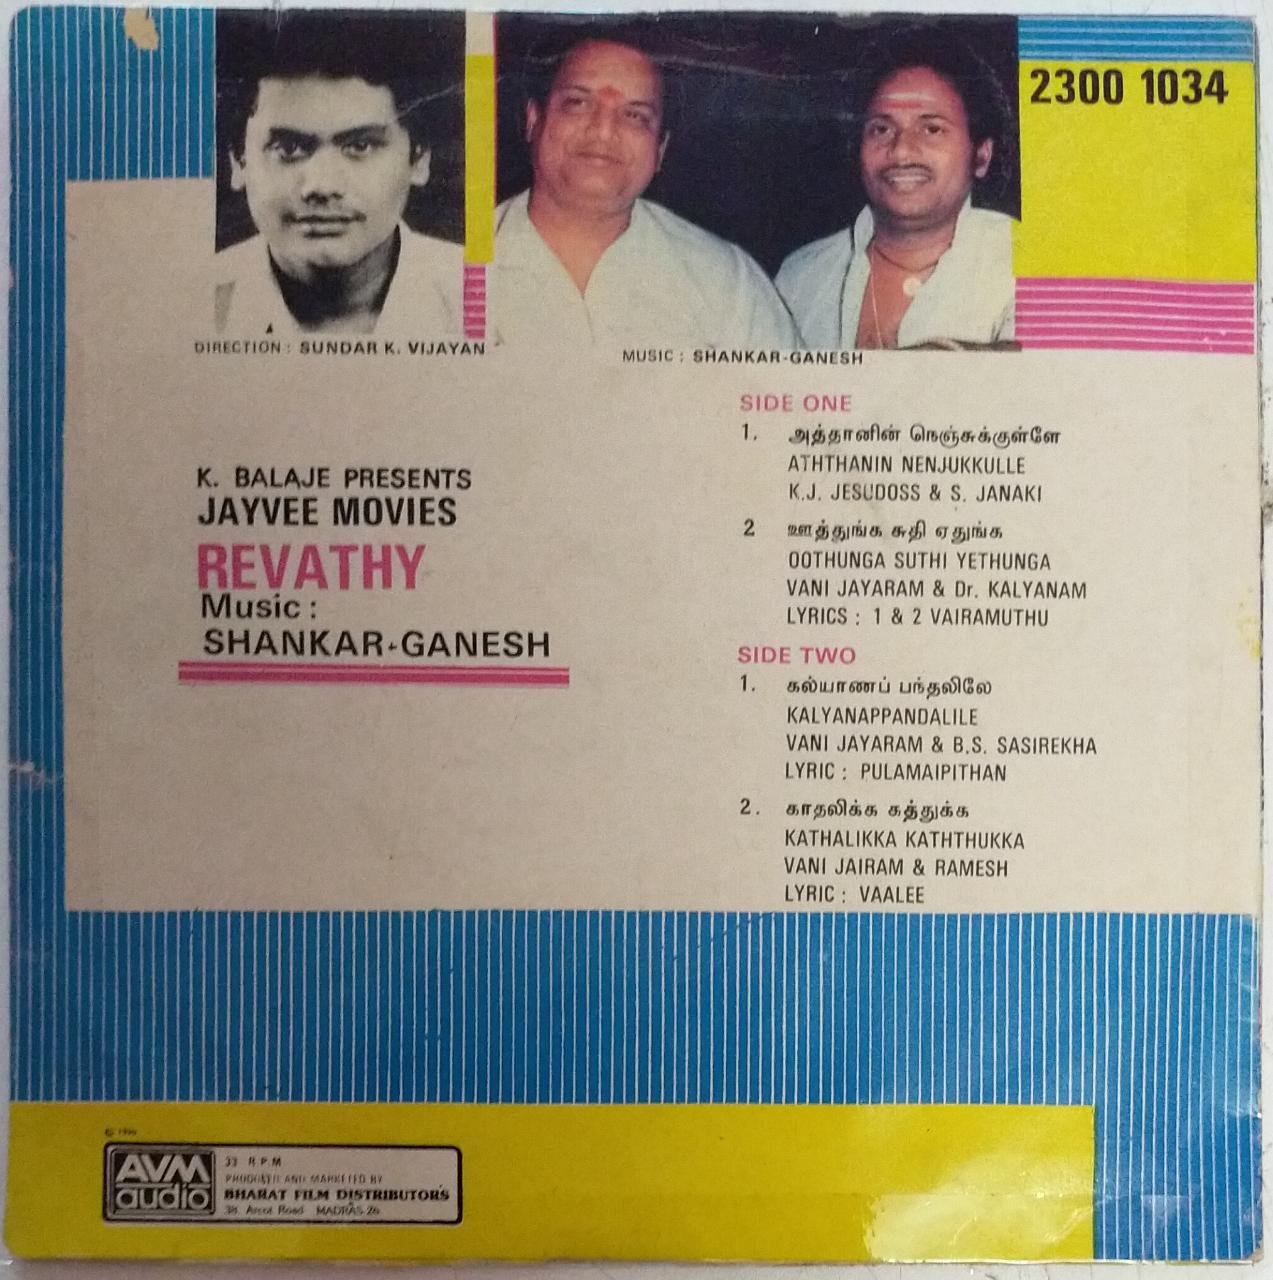 2300 1034
DIRECTION : SUNDAR K. VIJAYAN
MUSIC : SHANKAR-GANESH
K. BALAJE PRESENTS
JAYVEE MOVIES
REVATHY
Music :
SHANKAR-GANESH
SIDE ONE
1. அத்தானின் நெஞ்சுக்குள்ளே
ATHTHANIN NENJUKKULLE
K.J. JESUDOSS & S. JANAKI
2 ஊத்துங்க சுதி ஏதுங்க
OOTHUNGA SUTHI YETHUNGA
VANI JAYARAM & Dr. KALYANAM
LYRICS : 1 & 2 VAIRAMUTHU
SIDE TWO
1. கல்யாணப் பந்தலிலே
KALYANAPPANDALILE
VANI JAYARAM & B.S. SASIREKHA
LYRIC : PULAMAIPITHAN
2. காதலிக்க கத்துக்க
KATHALIKKA KATHTHUKKA
VANI JAIRAM & RAMESH
LYRIC : VAALEE
AVM
audio
33 R P M
PRODUCED AND MARKETED BY
BHARAT FILM DISTRIBUTORS
38, Arcot Road MADRAS-26